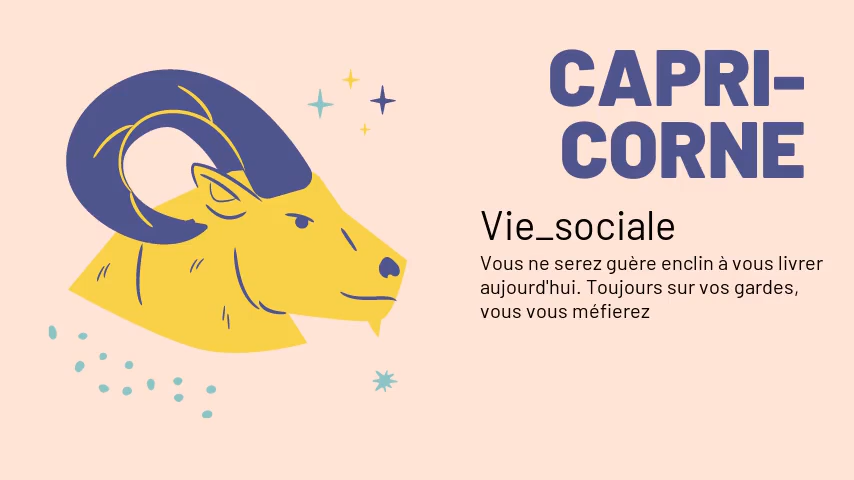 CAPRI-
CORNE
Vie_sociale
Vous ne serez guère enclin à vous livrer
aujourd'hui. Toujours sur vos gardes,
vous vous méfierez